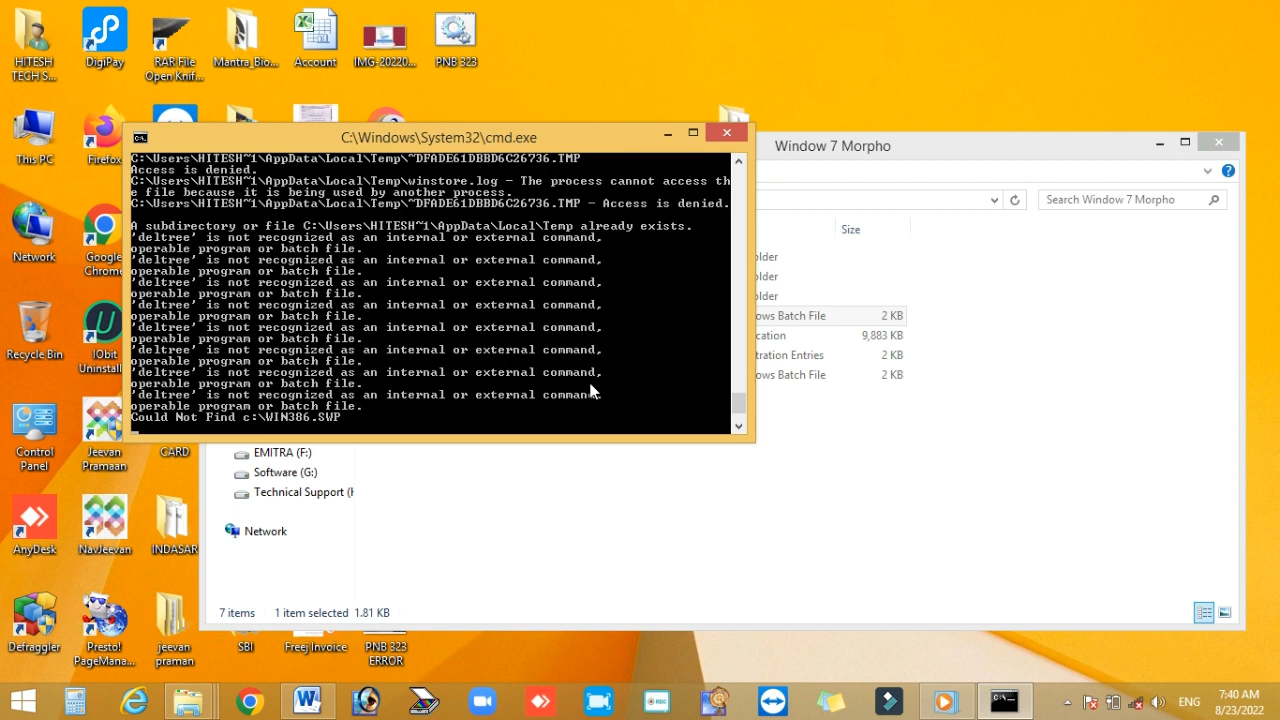 HITESH TECH S...
DigiPay
RAR File Open Knif...
Mantra_Bio...
Account
IMG-20220...
PNB 323
This PC
Firefox
Network
Google Chrome
Recycle Bin
IObit Uninstall...
Control Panel
Jeevan Pramaan
CARD
AnyDesk
NavJeevan
INDASAR
Defraggler
Presto! PageMana...
jeevan praman
SBI
Freej Invoice
PNB 323 ERROR
C:\Windows\System32\cmd.exe
C:\Users\HITESH~1\AppData\Local\Temp\~DFADE61DBBD6C26736.TMP
Access is denied.
C:\Users\HITESH~1\AppData\Local\Temp\winstore.log - The process cannot access th
e file because it is being used by another process.
C:\Users\HITESH~1\AppData\Local\Temp\~DFADE61DBBD6C26736.TMP - Access is denied.
A subdirectory or file C:\Users\HITESH~1\AppData\Local\Temp already exists.
'deltree' is not recognized as an internal or external command,
operable program or batch file.
'deltree' is not recognized as an internal or external command,
operable program or batch file.
'deltree' is not recognized as an internal or external command,
operable program or batch file.
'deltree' is not recognized as an internal or external command,
operable program or batch file.
'deltree' is not recognized as an internal or external command,
operable program or batch file.
'deltree' is not recognized as an internal or external command,
operable program or batch file.
'deltree' is not recognized as an internal or external command,
operable program or batch file.
'deltree' is not recognized as an internal or external command,
operable program or batch file.
Could Not Find c:\WIN386.SWP
Window 7 Morpho
Search Window 7 Morpho
Size
older
older
older
ows Batch File 2 KB
cation 9,883 KB
tration Entries 2 KB
ows Batch File 2 KB
EMITRA (F:)
Software (G:)
Technical Support (H
Network
7 items 1 item selected 1.81 KB
ENG
7:40 AM
8/23/2022